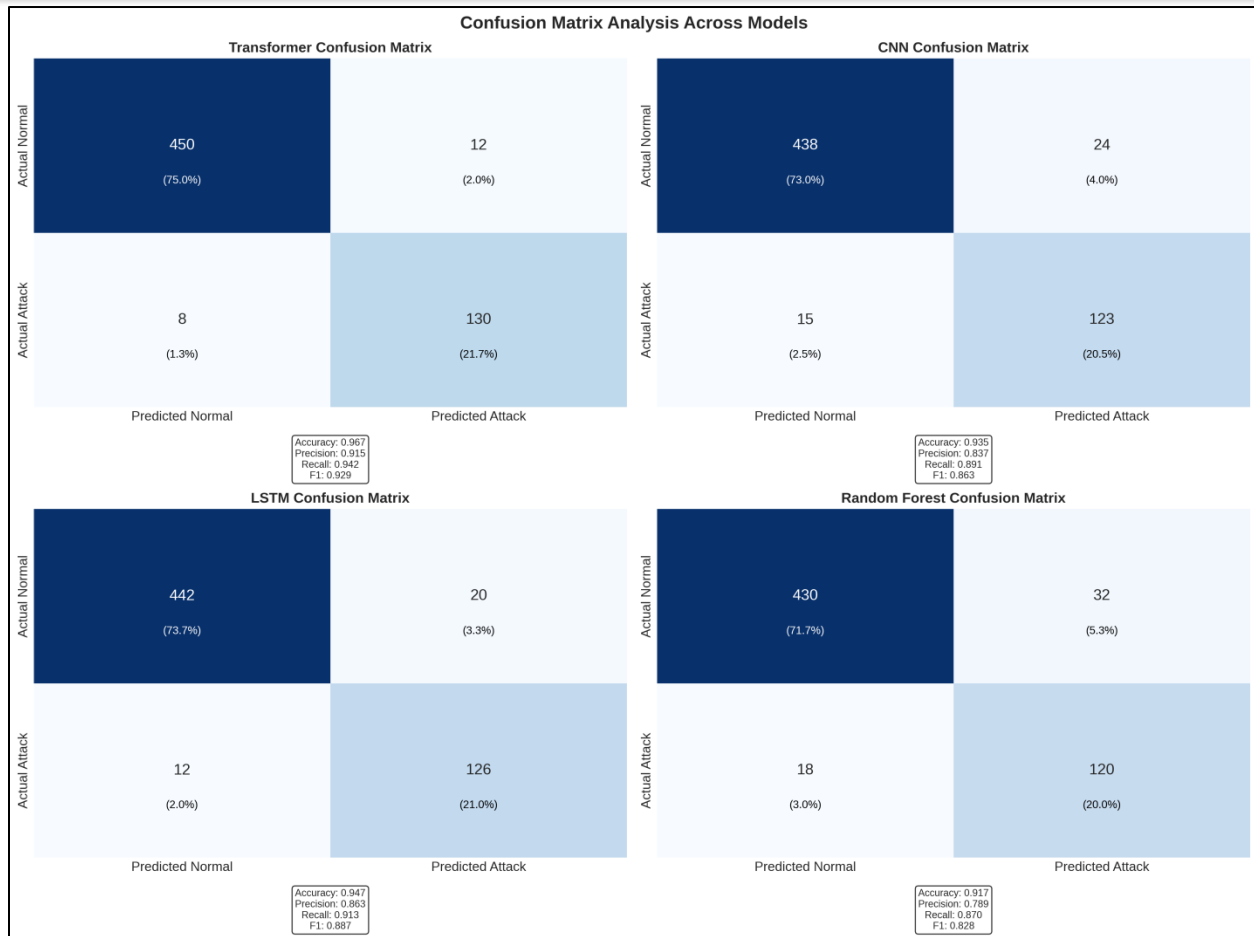 Confusion Matrix Analysis Across Models
Transformer Confusion Matrix
Actual Normal
450
12
(75.0%)
(2.0%)
Actual Attack
8
130
(1.3%)
(21.7%)
Predicted Normal
Predicted Attack
Accuracy: 0.967
Precision: 0.915
Recall: 0.942
F1: 0.929
CNN Confusion Matrix
Actual Normal
438
24
(73.0%)
(4.0%)
Actual Attack
15
123
(2.5%)
(20.5%)
Predicted Normal
Predicted Attack
Accuracy: 0.935
Precision: 0.837
Recall: 0.891
F1: 0.863
LSTM Confusion Matrix
Actual Normal
442
20
(73.7%)
(3.3%)
Actual Attack
12
126
(2.0%)
(21.0%)
Predicted Normal
Predicted Attack
Accuracy: 0.947
Precision: 0.863
Recall: 0.913
F1: 0.887
Random Forest Confusion Matrix
Actual Normal
430
32
(71.7%)
(5.3%)
Actual Attack
18
120
(3.0%)
(20.0%)
Predicted Normal
Predicted Attack
Accuracy: 0.917
Precision: 0.789
Recall: 0.870
F1: 0.828